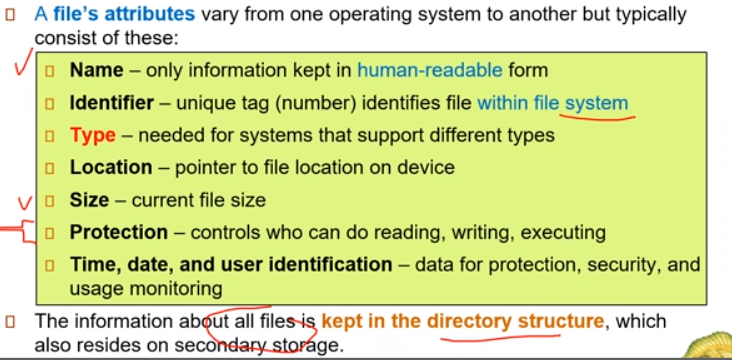 A file's attributes vary from one operating system to another but typically
consist of these:
Name – only information kept in human-readable form
Identifier – unique tag (number) identifies file within file system
Type – needed for systems that support different types
Location – pointer to file location on device
Size – current file size
Protection – controls who can do reading, writing, executing
Time, date, and user identification – data for protection, security, and
usage monitoring
The information about all files is kept in the directory structure, which
also resides on secondary storage.